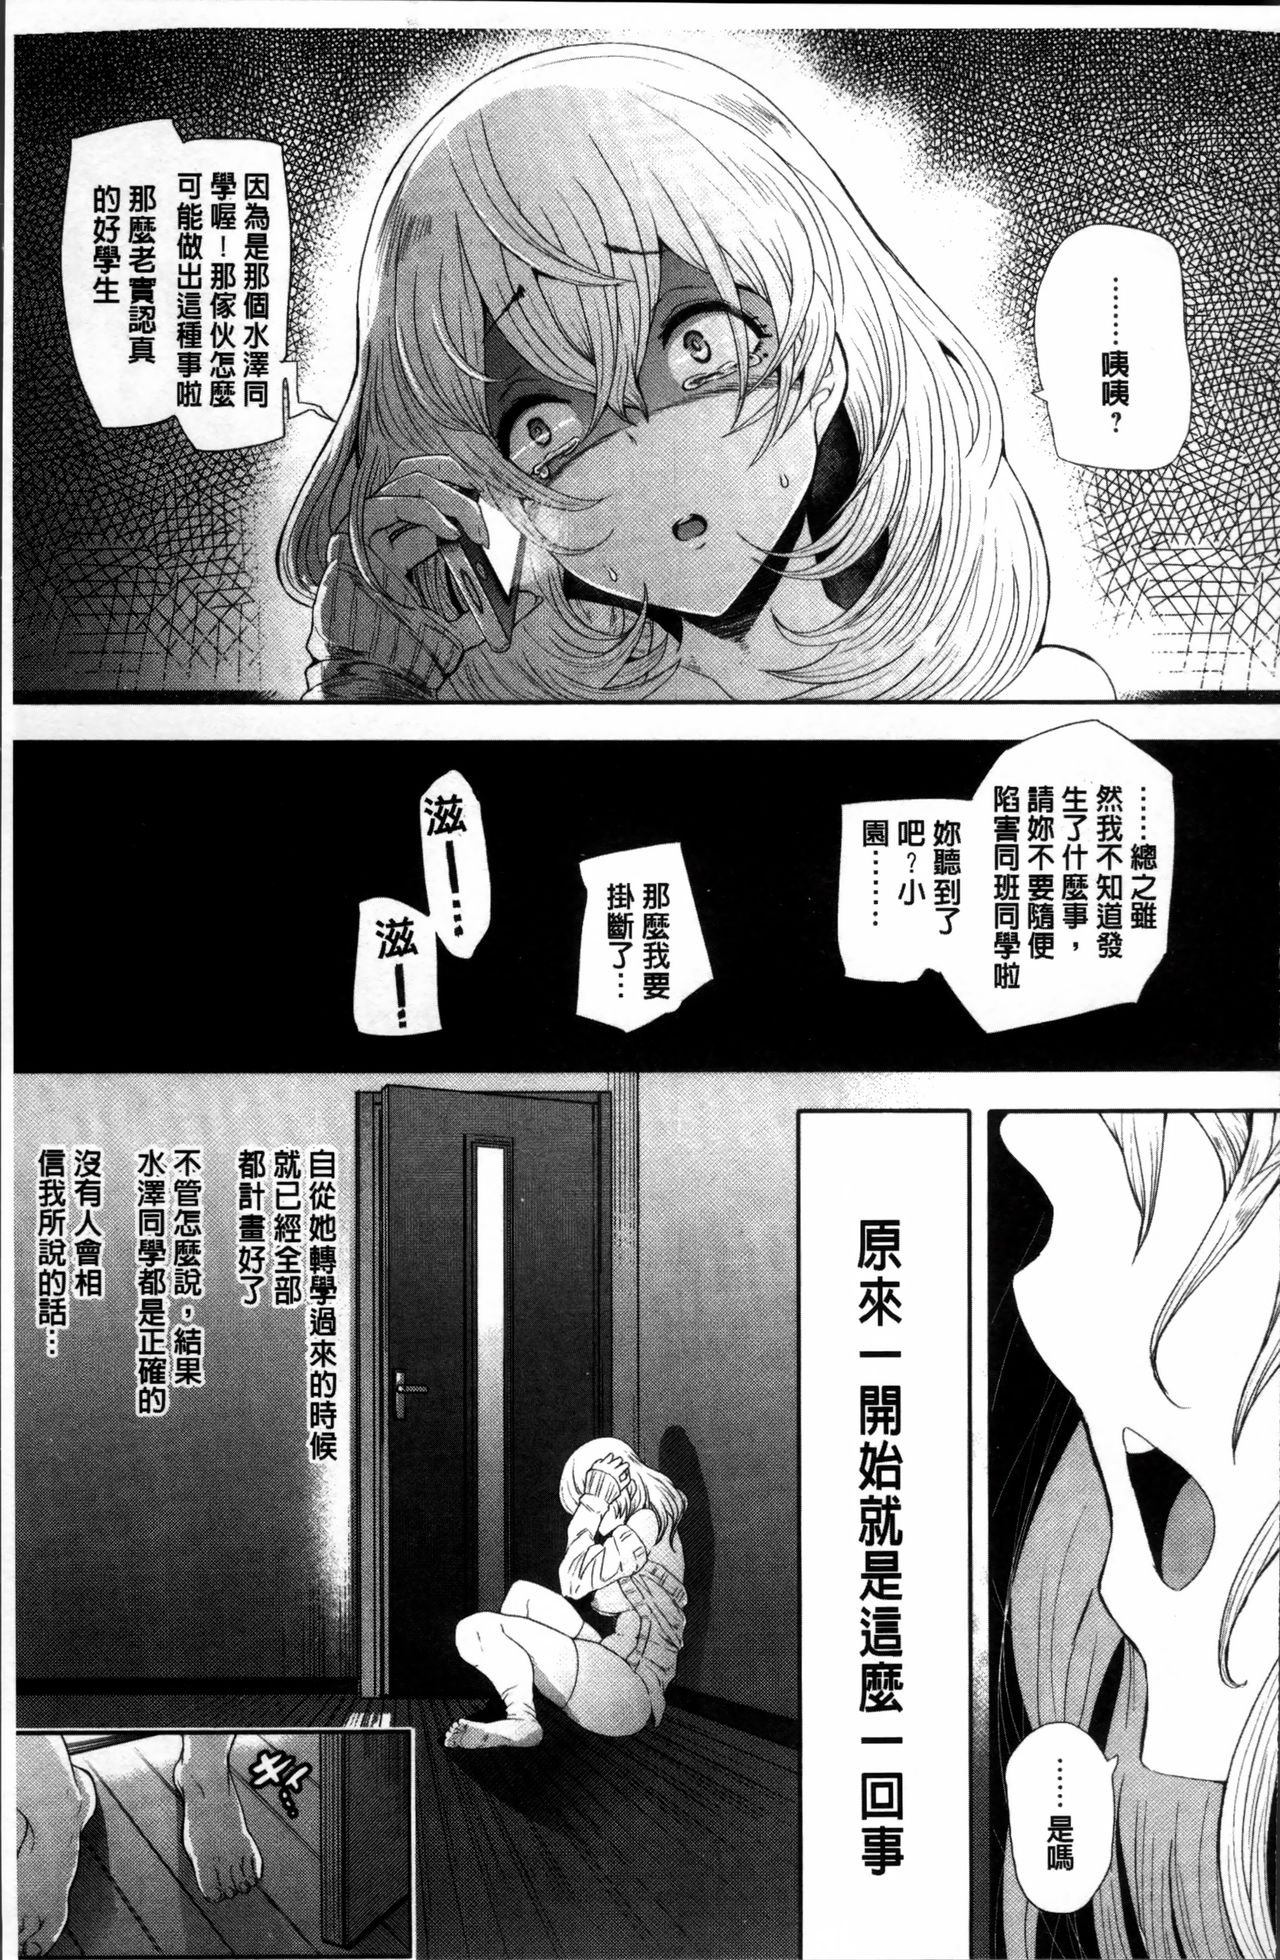 ………咦咦？
因為是那個水澤同
學喔！那傢伙怎麼
可能做出這種事啦
那麼老實認真
的好學生
……總之雖
然我不知道發
生了什麼事，
請妳不要隨便
陷害同班同學啦
妳聽到了
吧？小
園………
那麼我要
掛斷了…
滋——…
滋——…
……是嗎
原來一開始就是這麼一回事
自從她轉學過來的時候
就已經全部
都計畫好了
不管怎麼說，結果
水澤同學都是正確的
沒有人會相
信我所說的話…